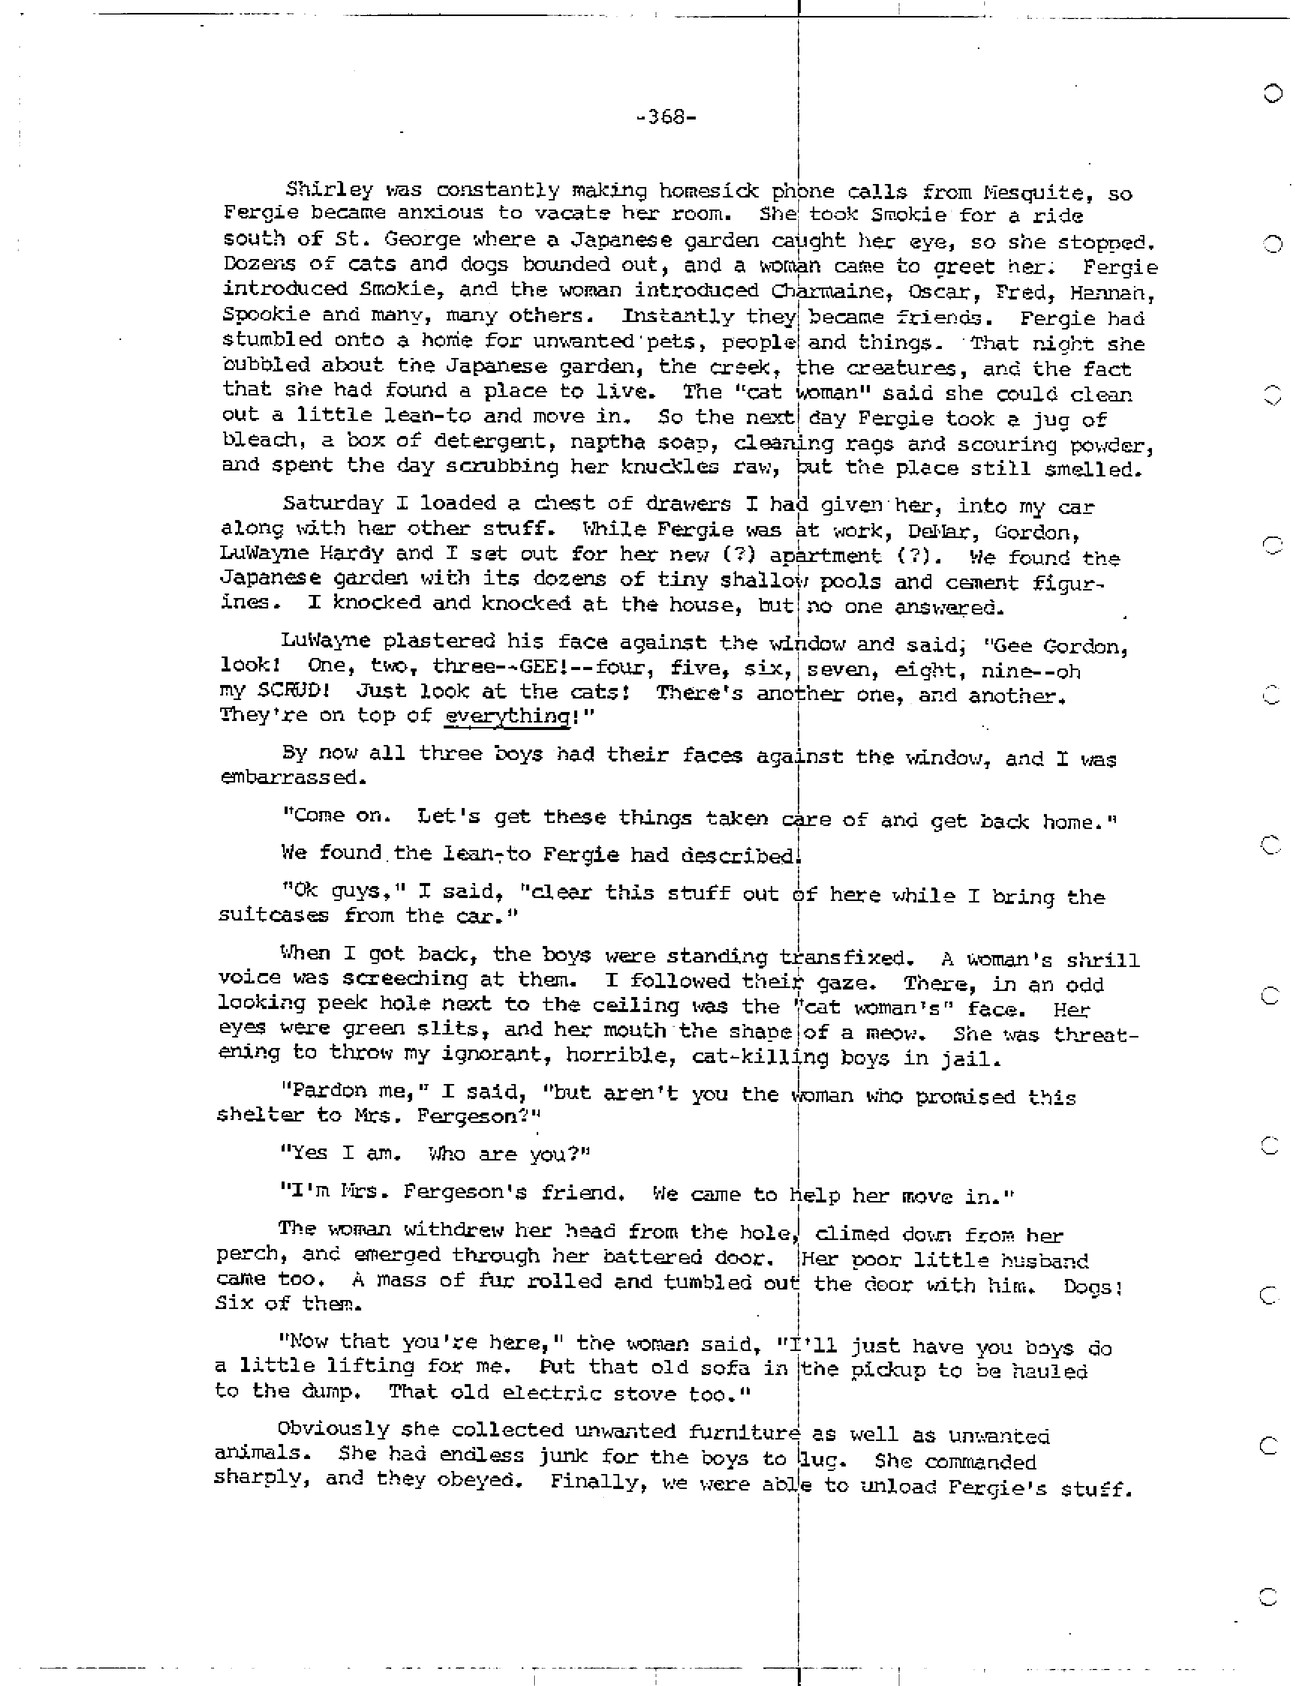 -368-
Shirley was constantly making homesick phone calls from Mesquite, so
Fergie became anxious to vacate her room. She took Smokie for a ride
south of St. George where a Japanese garden caught her eye, so she stopped.
Dozens of cats and dogs bounded out, and a woman came to greet her. Fergie
introduced Smokie, and the woman introduced Charmaine, Oscar, Fred, Hannah,
Spookie and many, many others. Instantly they became friends. Fergie had
stumbled onto a home for unwanted pets, people and things. That night she
bubbled about the Japanese garden, the creek, the creatures, and the fact
that she had found a place to live. The "cat woman" said she could clean
out a little lean-to and move in. So the next day Fergie took a jug of
bleach, a box of detergent, naptha soap, cleaning rags and scouring powder,
and spent the day scrubbing her knuckles raw, but the place still smelled.
Saturday I loaded a chest of drawers I had given her, into my car
along with her other stuff. While Fergie was at work, DeMar, Gordon,
LuWayne Hardy and I set out for her new (?) apartment (?). We found the
Japanese garden with its dozens of tiny shallow pools and cement figur-
ines. I knocked and knocked at the house, but no one answered.
LuWayne plastered his face against the window and said; "Gee Gordon,
look! One, two, three--GEE!--four, five, six, seven, eight, nine--oh
my SCRUD! Just look at the cats! There's another one, and another.
They're on top of everything!"
By now all three boys had their faces against the window, and I was
embarrassed.
"Come on. Let's get these things taken care of and get back home."
We found the lean-to Fergie had described.
"Ok guys," I said, "clear this stuff out of here while I bring the
suitcases from the car."
When I got back, the boys were standing transfixed. A woman's shrill
voice was screeching at them. I followed their gaze. There, in an odd
looking peek hole next to the ceiling was the "cat woman's" face. Her
eyes were green slits, and her mouth the shape of a meow. She was threat-
ening to throw my ignorant, horrible, cat-killing boys in jail.
"Pardon me," I said, "but aren't you the woman who promised this
shelter to Mrs. Fergeson?"
"Yes I am. Who are you?"
"I'm Mrs. Fergeson's friend. We came to help her move in."
The woman withdrew her head from the hole, climed down from her
perch, and emerged through her battered door. Her poor little husband
came too. A mass of fur rolled and tumbled out the door with him. Dogs!
Six of them.
"Now that you're here," the woman said, "I'll just have you boys do
a little lifting for me. Put that old sofa in the pickup to be hauled
to the dump. That old electric stove too."
Obviously she collected unwanted furniture as well as unwanted
animals. She had endless junk for the boys to lug. She commanded
sharply, and they obeyed. Finally, we were able to unload Fergie's stuff.